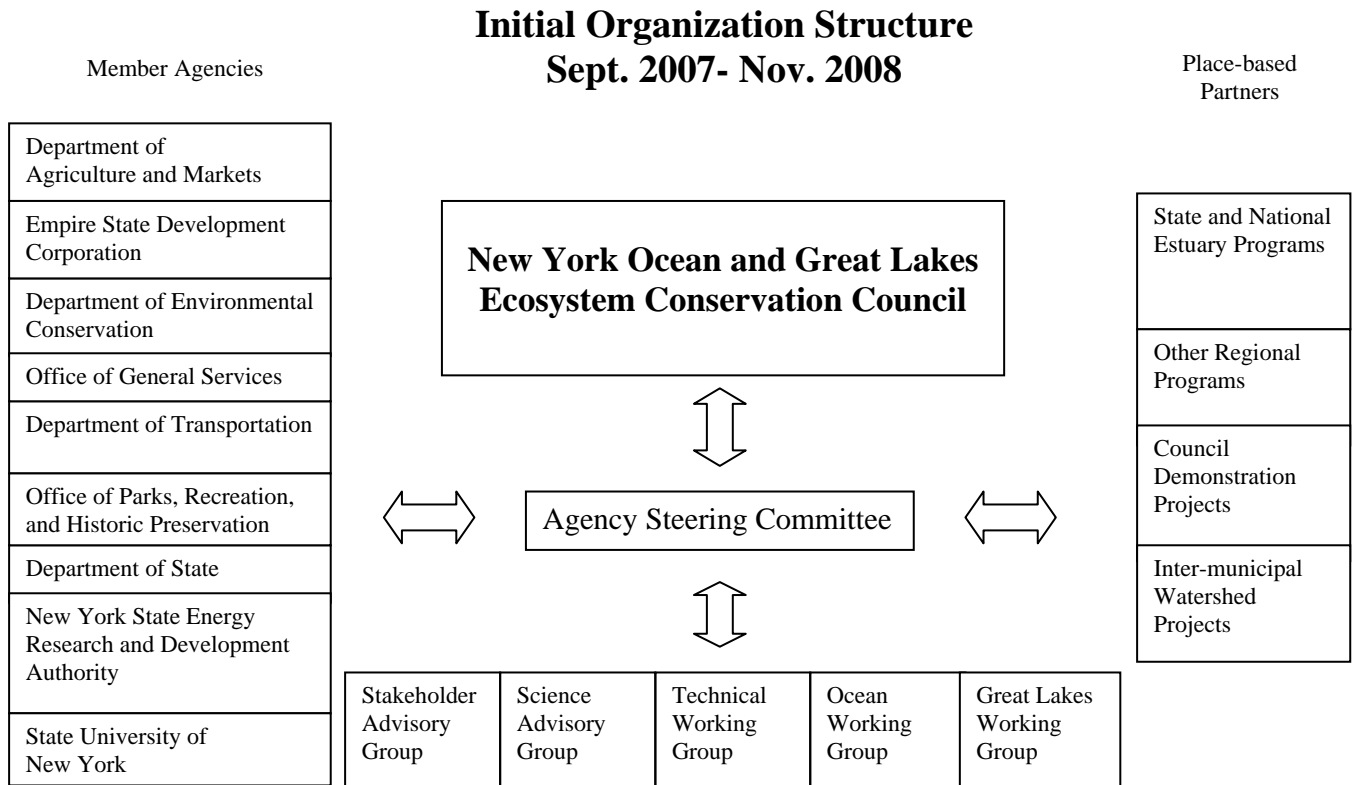 Initial Organization Structure
Sept. 2007- Nov. 2008
Member Agencies
Place-based
Partners
Department of
Agriculture and Markets
Empire State Development
Corporation
Department of Environmental
Conservation
Office of General Services
Department of Transportation
Office of Parks, Recreation,
and Historic Preservation
Department of State
New York State Energy
Research and Development
Authority
State University of
New York
New York Ocean and Great Lakes
Ecosystem Conservation Council
Agency Steering Committee
Stakeholder
Advisory
Group
Science
Advisory
Group
Technical
Working
Group
Ocean
Working
Group
Great Lakes
Working
Group
State and National
Estuary Programs
Other Regional
Programs
Council
Demonstration
Projects
Inter-municipal
Watershed
Projects